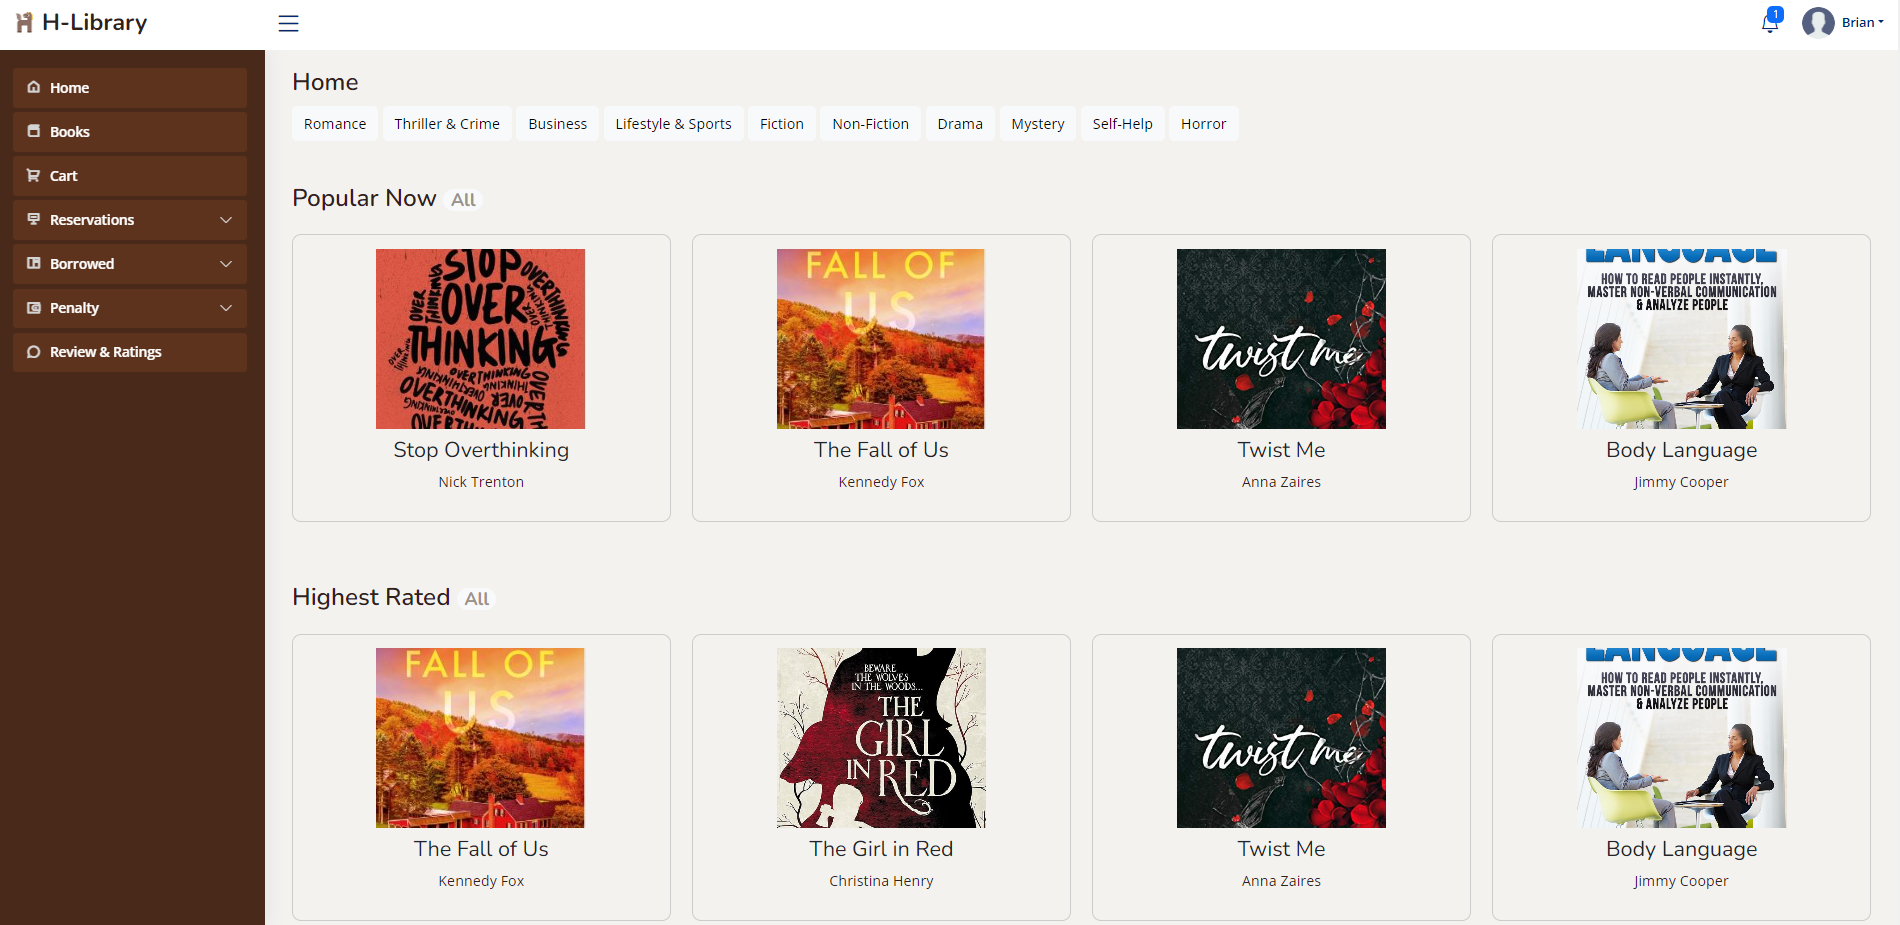 H-Library
1
Brian
Home
Books
Cart
Reservations
Borrowed
Penalty
Review & Ratings
Home
Romance
Thriller & Crime
Business
Lifestyle & Sports
Fiction
Non-Fiction
Drama
Mystery
Self-Help
Horror
Popular Now All
STOP
OVER
THINKING
OVERTHINKING
OVERTHINKING
Stop Overthinking
Nick Trenton
FALL OF
US
The Fall of Us
Kennedy Fox
twist me
Twist Me
Anna Zaires
LANGUAGE
HOW TO READ PEOPLE INSTANTLY,
MASTER NON-VERBAL COMMUNICATION
& ANALYZE PEOPLE
Body Language
Jimmy Cooper
Highest Rated All
FALL OF
US
The Fall of Us
Kennedy Fox
BEWARE
THE WOLVES
IN THE WOODS...
THE
GIRL
IN RED
The Girl in Red
Christina Henry
twist me
Twist Me
Anna Zaires
LANGUAGE
HOW TO READ PEOPLE INSTANTLY,
MASTER NON-VERBAL COMMUNICATION
& ANALYZE PEOPLE
Body Language
Jimmy Cooper